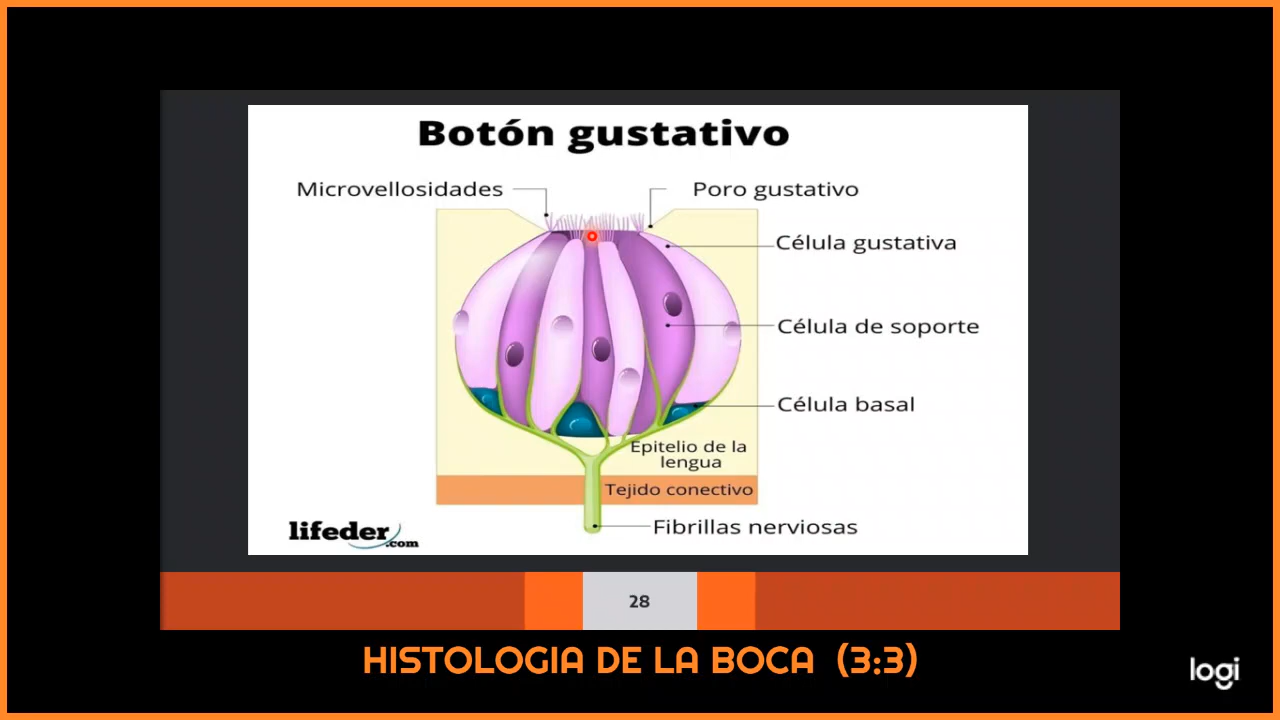 Botón gustativo
Microvellosidades
Poro gustativo
Célula gustativa
Célula de soporte
Célula basal
Epitelio de la
lengua
Tejido conectivo
Fibrillas nerviosas
lifeder
.com
28
HISTOLOGIA DE LA BOCA (3:3)
logi